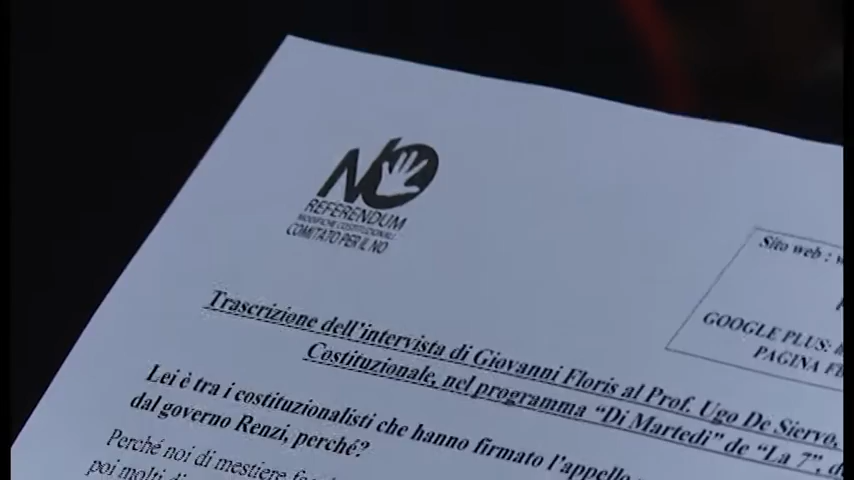 NO
REFERENDUM
MODIFICHE COSTITUZIONALI
COMITATO PER IL NO
Sito web :
GOOGLE PLUS:
PAGINA
Trascrizione dell'intervista di Giovanni Floris al Prof. Ugo De Siervo,
Costituzionale, nel programma "Di Martedì" de "La 7",
Lei è tra i costituzionalisti che hanno firmato l'appello
dal governo Renzi, perché?
Perché noi di mestiere
poi molti